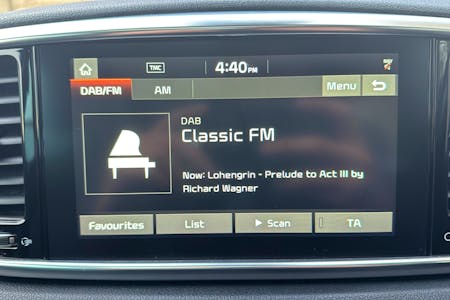 TMC
4:40PM
DAB/FM
AM
Menu
DAB
Classic FM
Now: Lohengrin - Prelude to Act III by
Richard Wagner
Favourites
List
Scan
TA